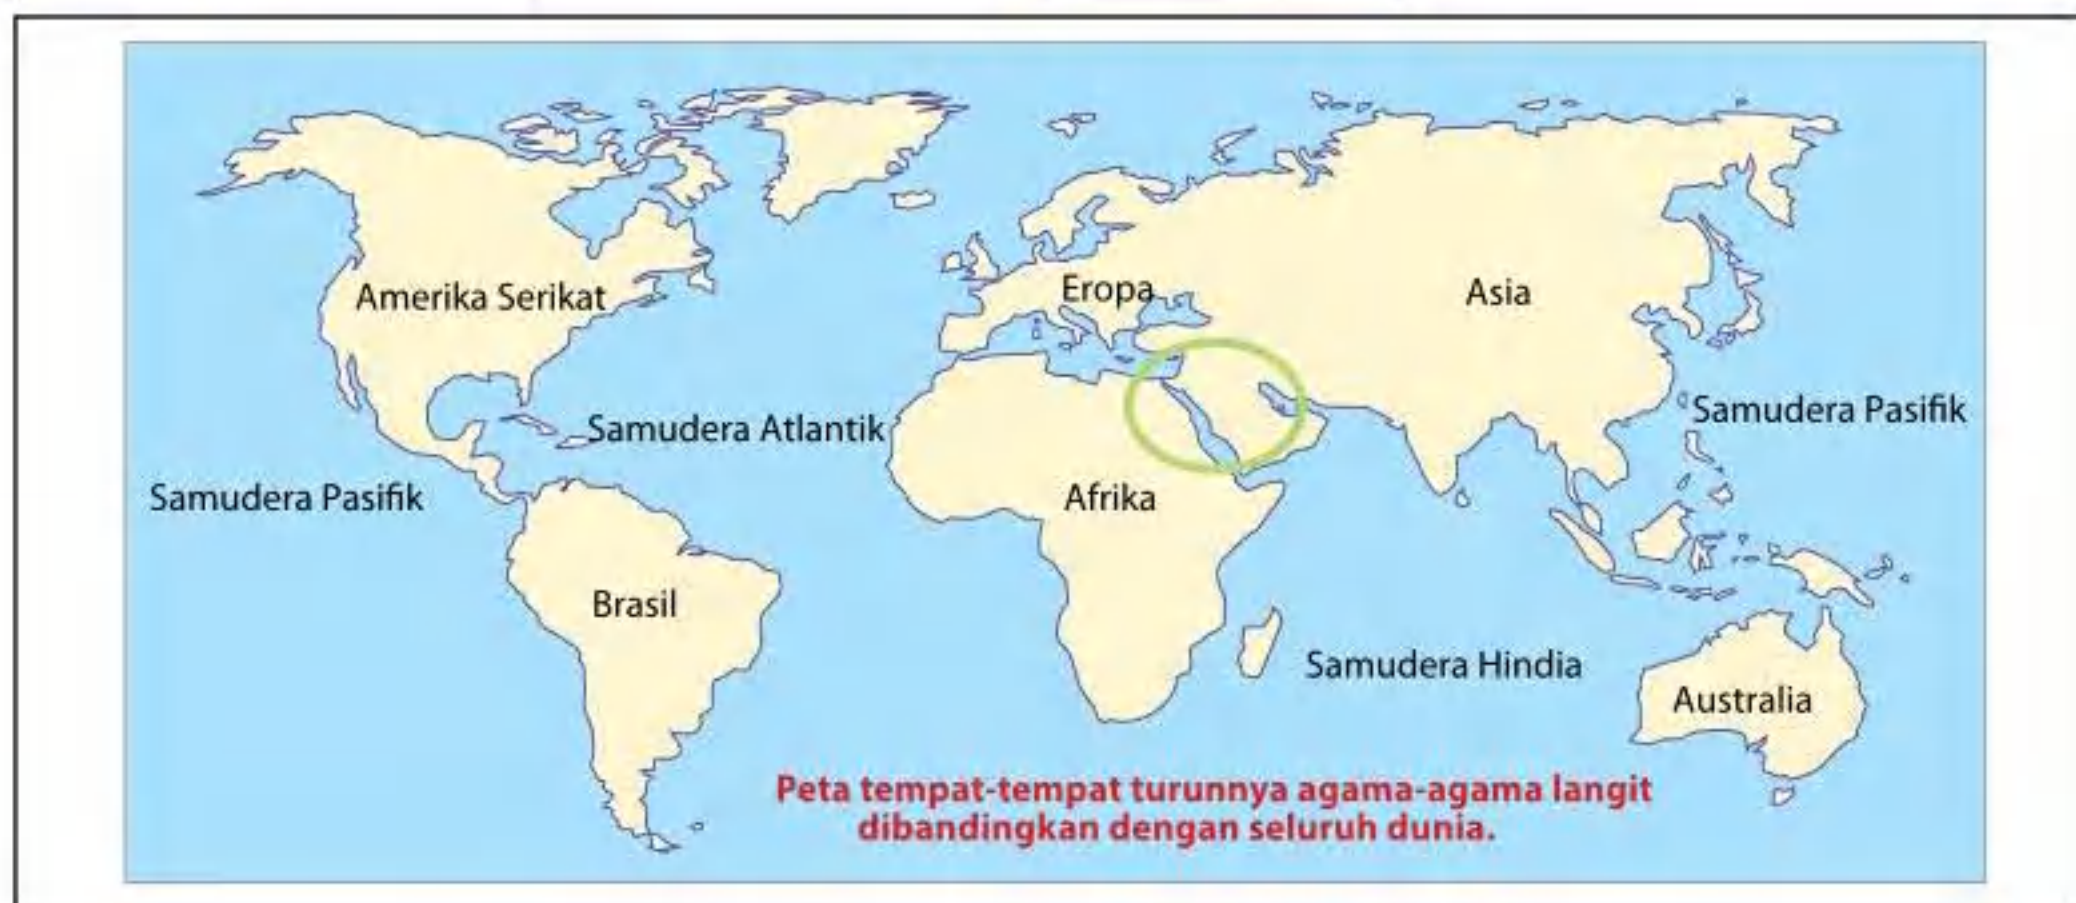 Amerika Serikat
Eropa
Asia
Samudera Atlantik
Samudera Pasifik
Samudera Pasifik
Afrika
Brasil
Samudera Hindia
Australia
Peta tempat-tempat turunnya agama-agama langit
dibandingkan dengan seluruh dunia.